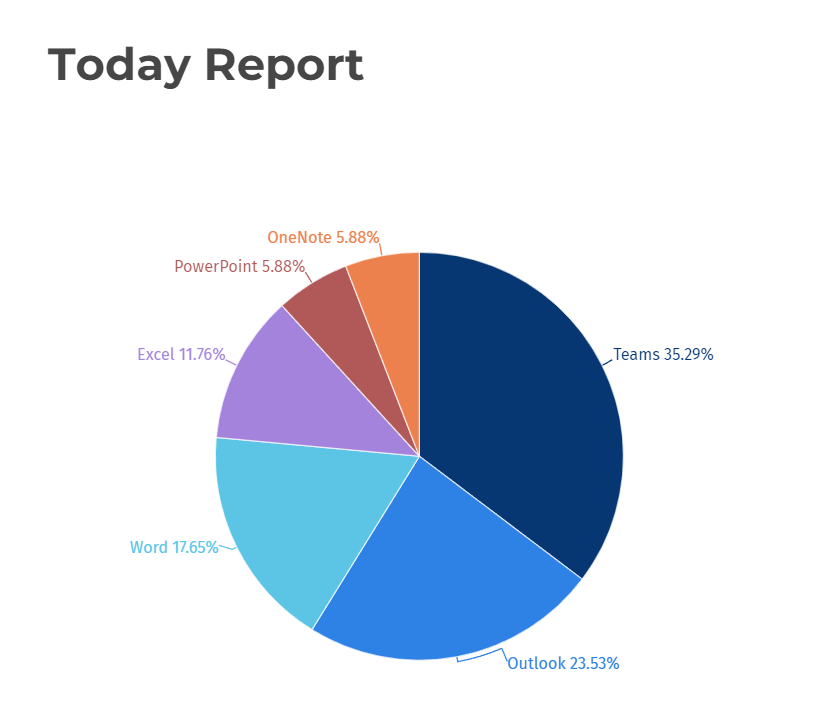 Today Report
OneNote 5.88%
PowerPoint 5.88%
Excel 11.76%
Teams 35.29%
Word 17.65%
Outlook 23.53%